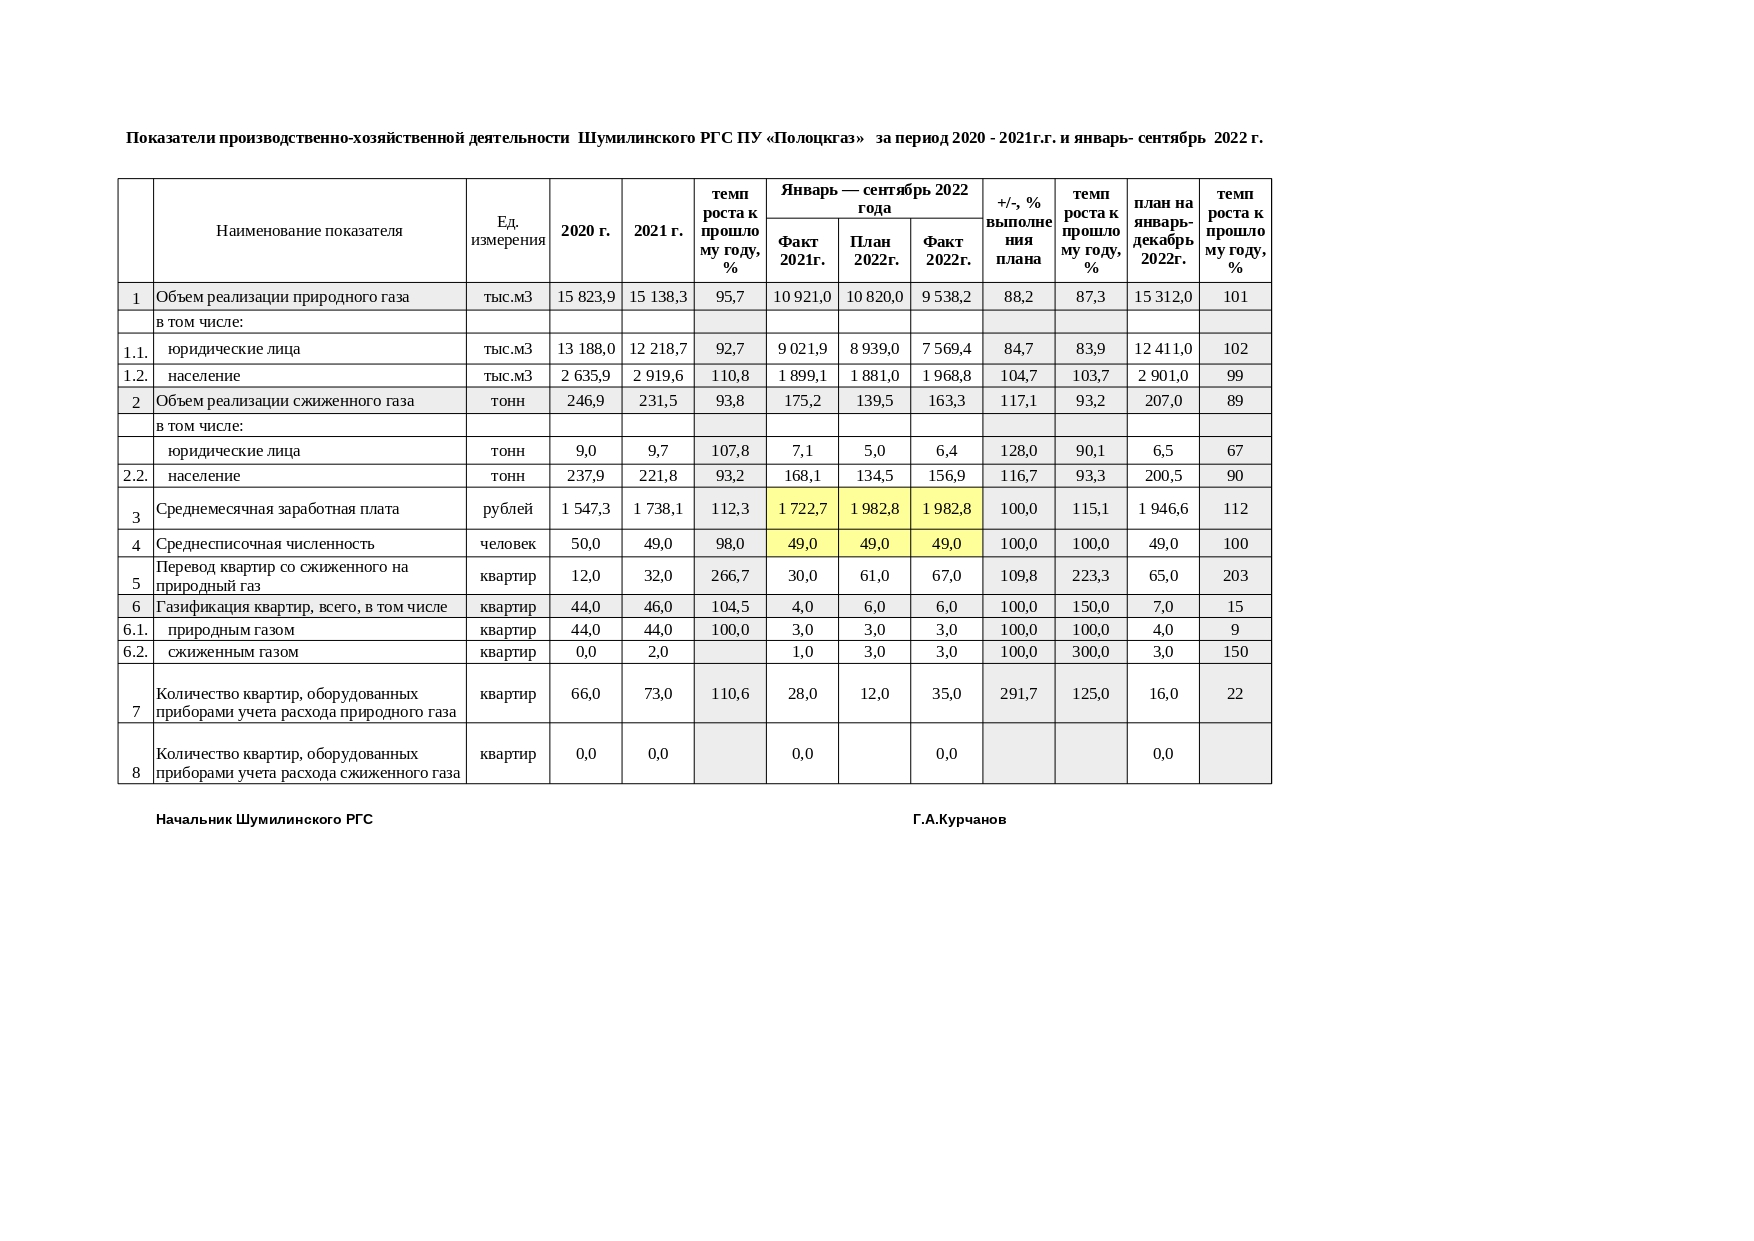 Показатели производственно-хозяйственной деятельности Шумилинского РГС ПУ «Полоцкгаз» за период 2020 - 2021г.г. и январь- сентябрь 2022 г.
Наименование показателя
Ед.
измерения
2020 г.
2021 г.
темп
роста к
прошло
му году,
%
Январь — сентябрь 2022
года
Факт
2021г.
План
2022г.
Факт
2022г.
+/-, %
выполне
ния
плана
темп
роста к
прошло
му году,
%
план на
январь-
декабрь
2022г.
темп
роста к
прошло
му году,
%
1 Объем реализации природного газа тыс.м3 15 823,9 15 138,3 95,7 10 921,0 10 820,0 9 538,2 88,2 87,3 15 312,0 101
в том числе:
1.1. юридические лица тыс.м3 13 188,0 12 218,7 92,7 9 021,9 8 939,0 7 569,4 84,7 83,9 12 411,0 102
1.2. население тыс.м3 2 635,9 2 919,6 110,8 1 899,1 1 881,0 1 968,8 104,7 103,7 2 901,0 99
2 Объем реализации сжиженного газа тонн 246,9 231,5 93,8 175,2 139,5 163,3 117,1 93,2 207,0 89
в том числе:
юридические лица тонн 9,0 9,7 107,8 7,1 5,0 6,4 128,0 90,1 6,5 67
2.2. население тонн 237,9 221,8 93,2 168,1 134,5 156,9 116,7 93,3 200,5 90
3 Среднемесячная заработная плата рублей 1 547,3 1 738,1 112,3 1 722,7 1 982,8 1 982,8 100,0 115,1 1 946,6 112
4 Среднесписочная численность человек 50,0 49,0 98,0 49,0 49,0 49,0 100,0 100,0 49,0 100
5 Перевод квартир со сжиженного на
природный газ квартир 12,0 32,0 266,7 30,0 61,0 67,0 109,8 223,3 65,0 203
6 Газификация квартир, всего, в том числе квартир 44,0 46,0 104,5 4,0 6,0 6,0 100,0 150,0 7,0 15
6.1. природным газом квартир 44,0 44,0 100,0 3,0 3,0 3,0 100,0 100,0 4,0 9
6.2. сжиженным газом квартир 0,0 2,0 1,0 3,0 3,0 100,0 300,0 3,0 150
7 Количество квартир, оборудованных
приборами учета расхода природного газа квартир 66,0 73,0 110,6 28,0 12,0 35,0 291,7 125,0 16,0 22
8 Количество квартир, оборудованных
приборами учета расхода сжиженного газа квартир 0,0 0,0 0,0 0,0 0,0
Начальник Шумилинского РГС Г.А.Курчанов